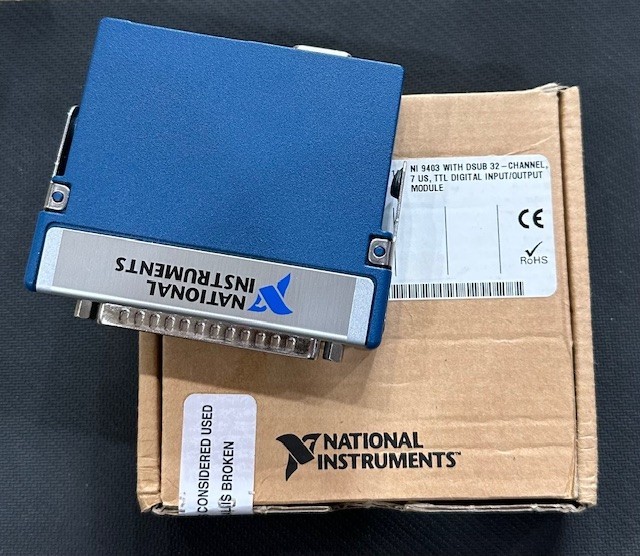 NATIONAL
INSTRUMENTS
NI 9403 WITH DSUB 32-CHANNEL,
7 US, TTL DIGITAL INPUT/OUTPUT
MODULE
CE
RoHS
NATIONAL
INSTRUMENTS™
CONSIDERED USED
IS BROKEN